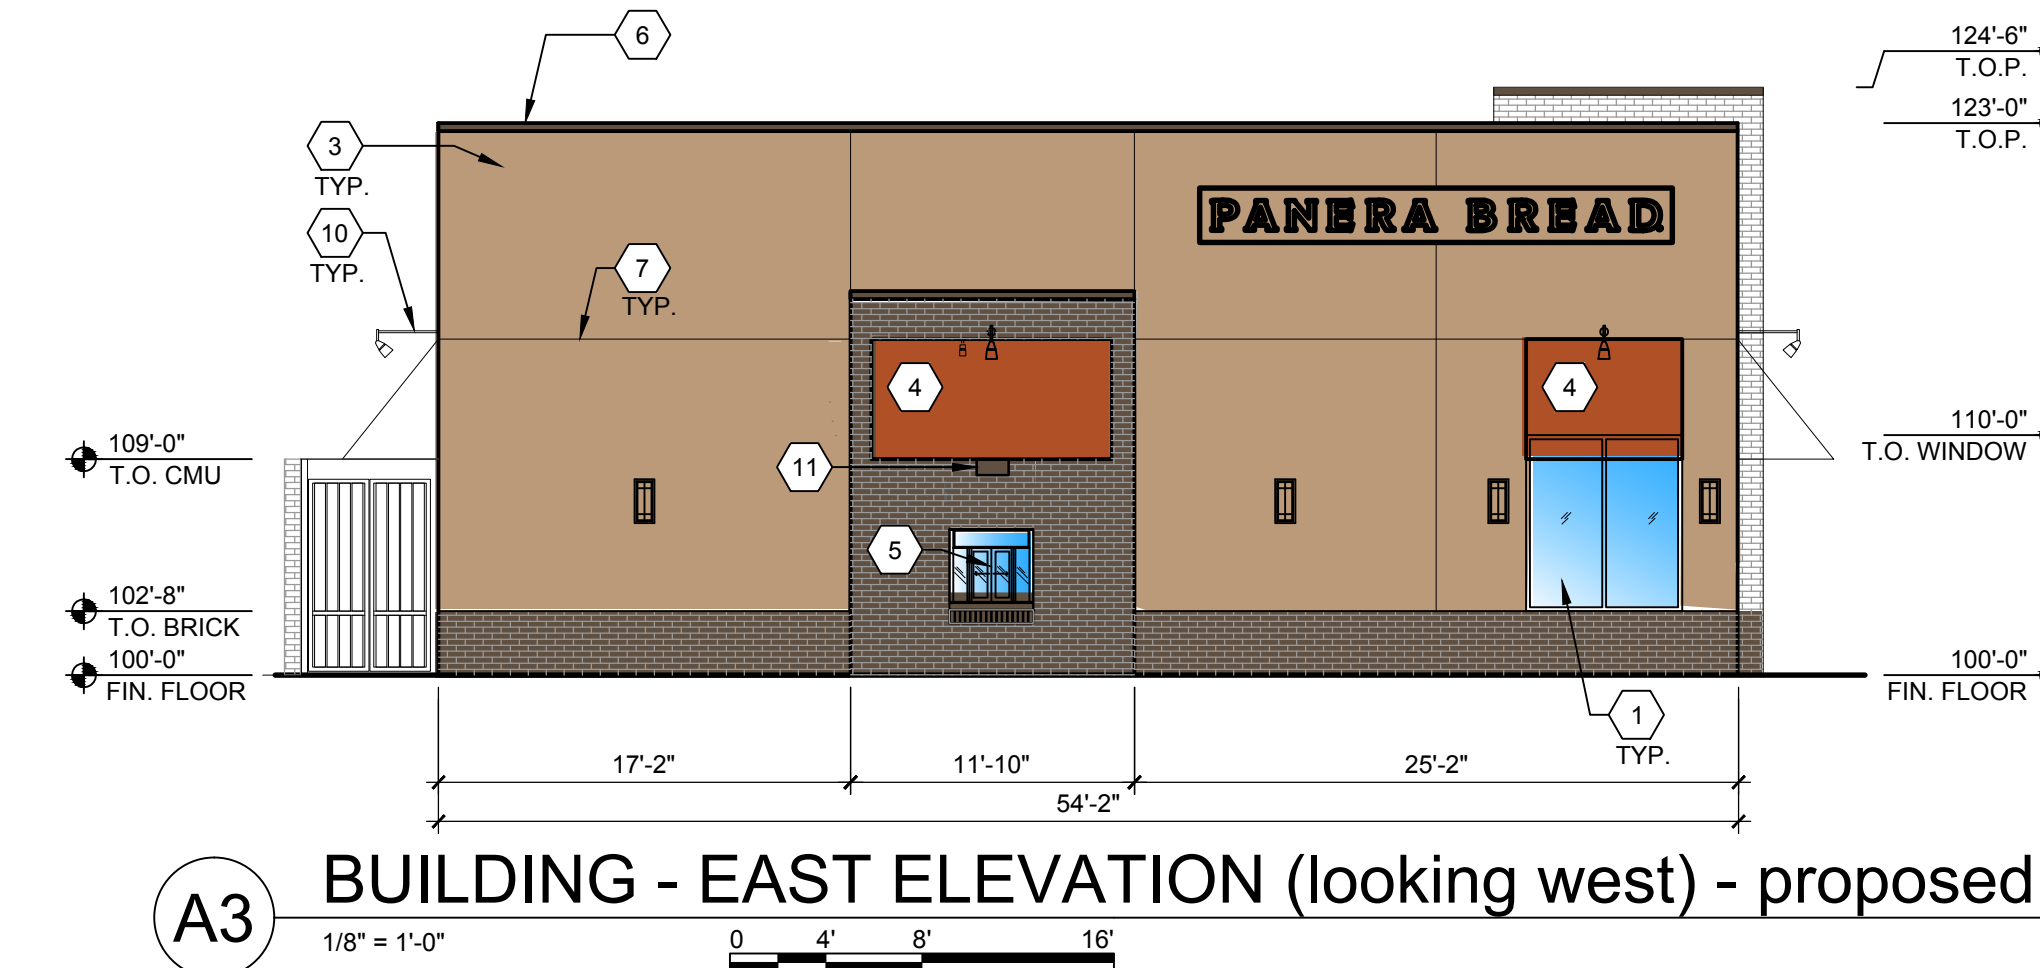 6
124'-6"
T.O.P.
123'-0"
T.O.P.
3
TYP.
PANERA BREAD
10
TYP.
7
TYP.
4
4
110'-0"
T.O. WINDOW
109'-0"
T.O. CMU
11
5
102'-8"
T.O. BRICK
100'-0"
FIN. FLOOR
100'-0"
FIN. FLOOR
1
TYP.
17'-2"
11'-10"
25'-2"
54'-2"
A3
BUILDING - EAST ELEVATION (looking west) - proposed
1/8" = 1'-0"
0 4' 8' 16'